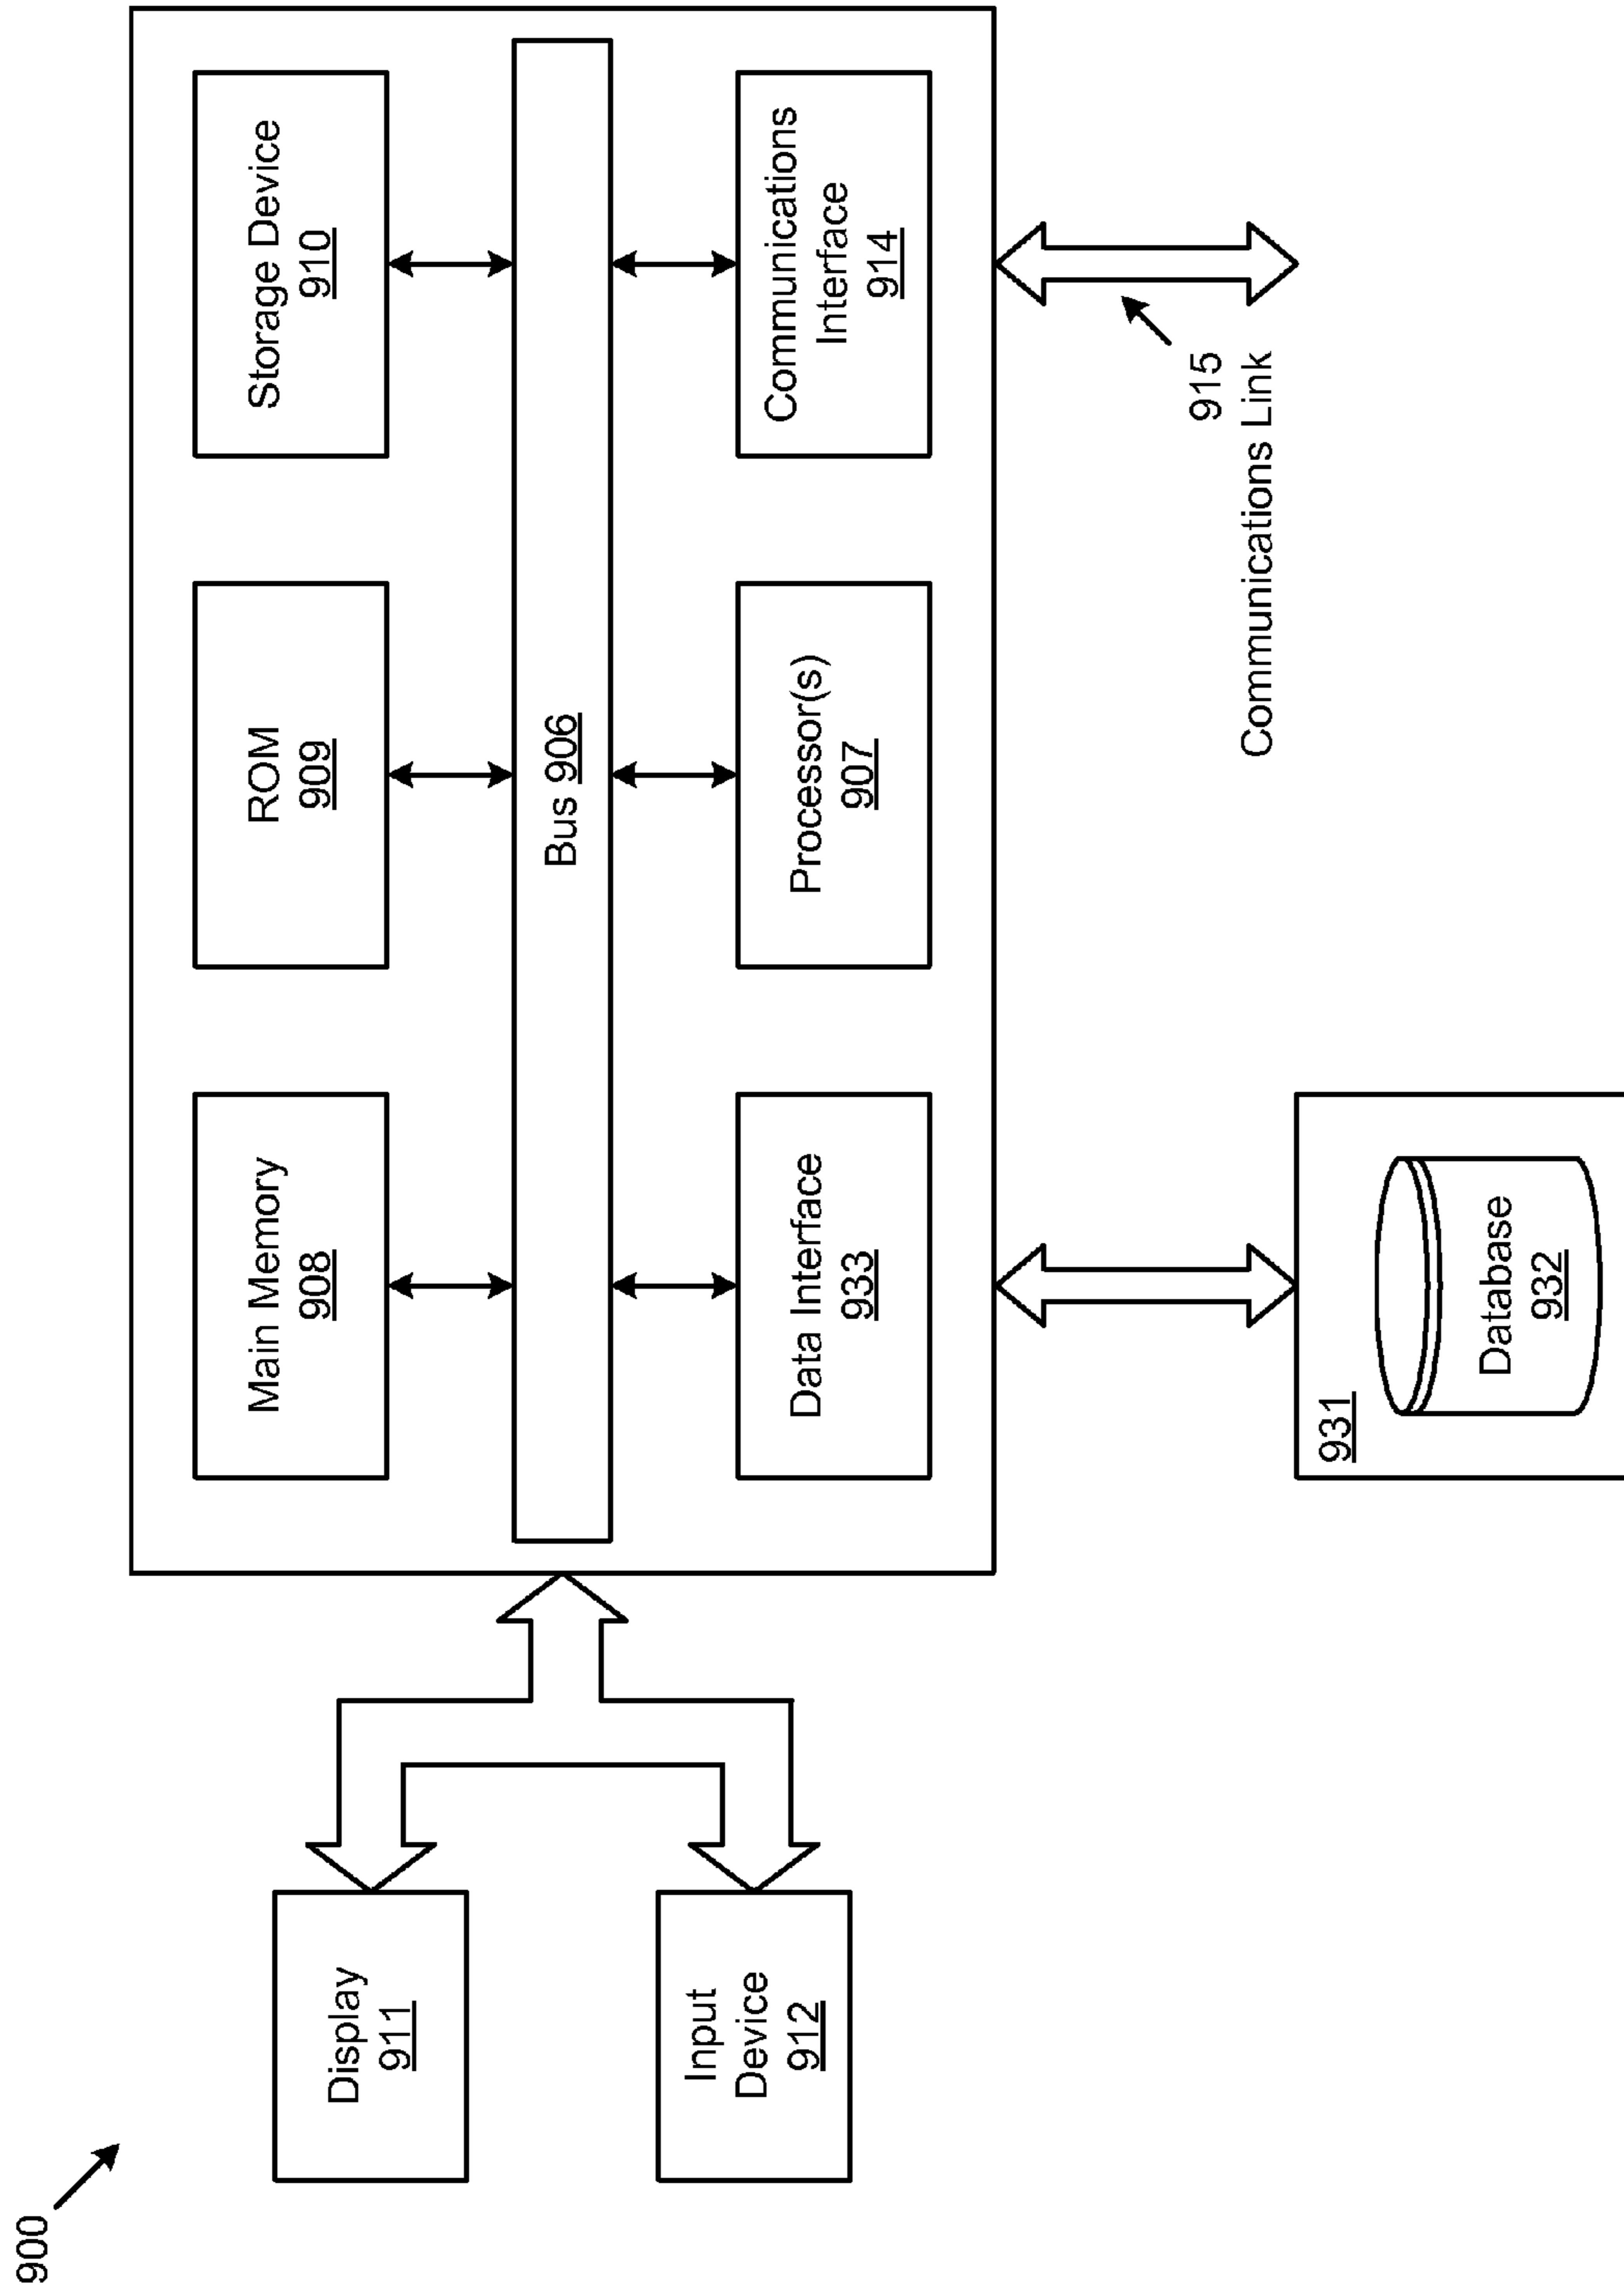 900
Main Memory
908
ROM
909
Storage Device
910
Display
911
Bus 906
Input
Device
912
Data Interface
933
Processor(s)
907
Communications
Interface
914
915
Communications Link
931
Database
932